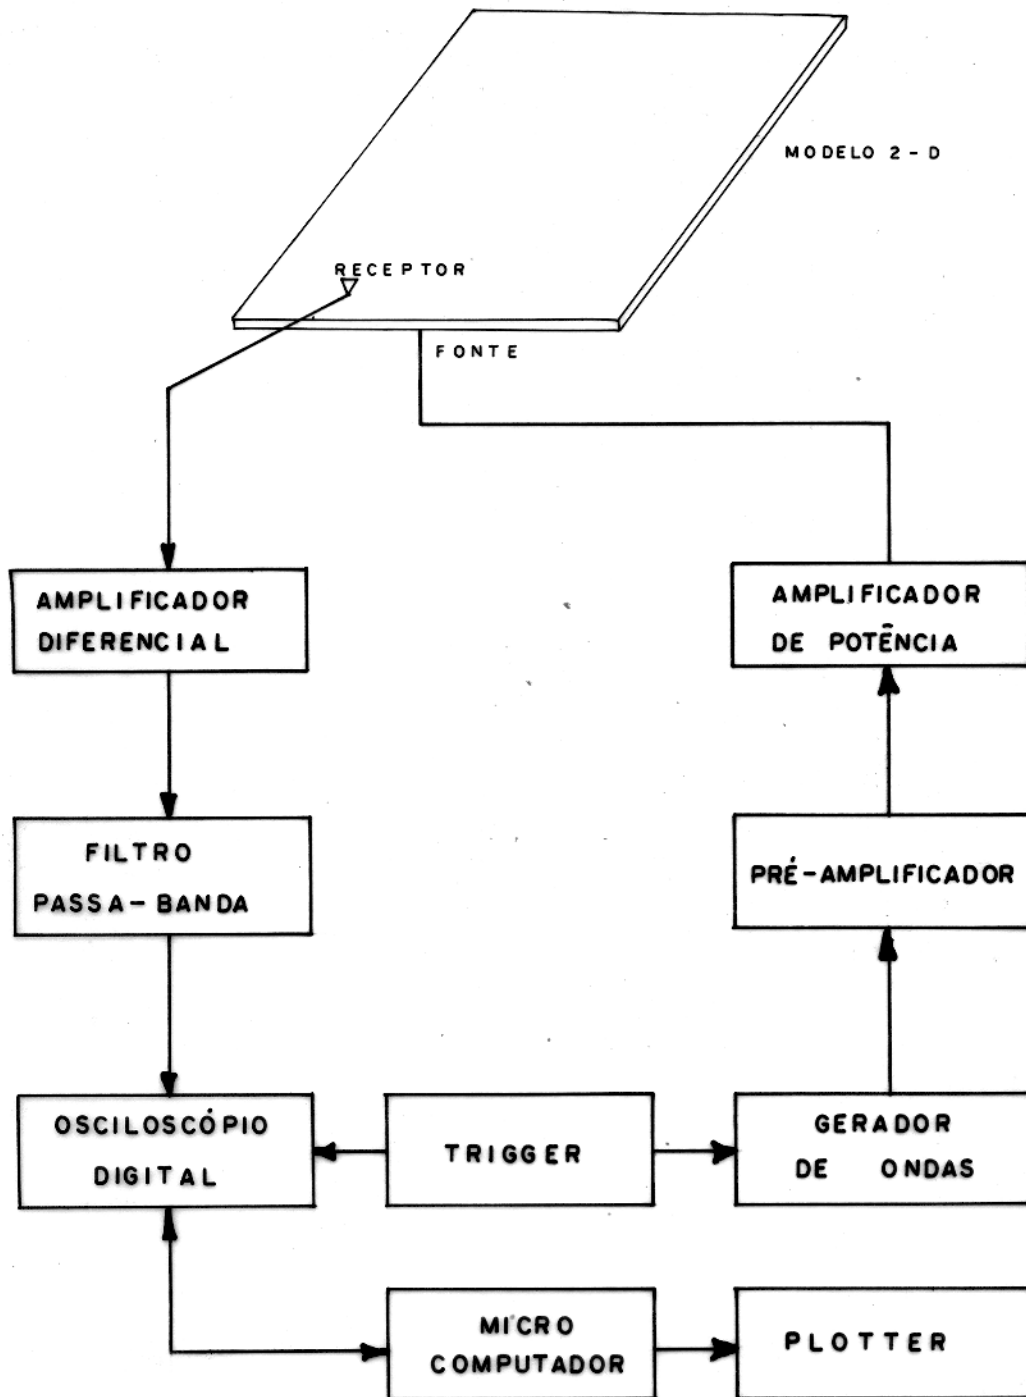 MODELO 2-D
RECEPTOR
FONTE
AMPLIFICADOR
DIFERENCIAL
AMPLIFICADOR
DE POTÊNCIA
FILTRO
PASSA-BANDA
PRÉ-AMPLIFICADOR
OSCILOSCÓPIO
DIGITAL
TRIGGER
GERADOR
DE ONDAS
MICRO
COMPUTADOR
PLOTTER